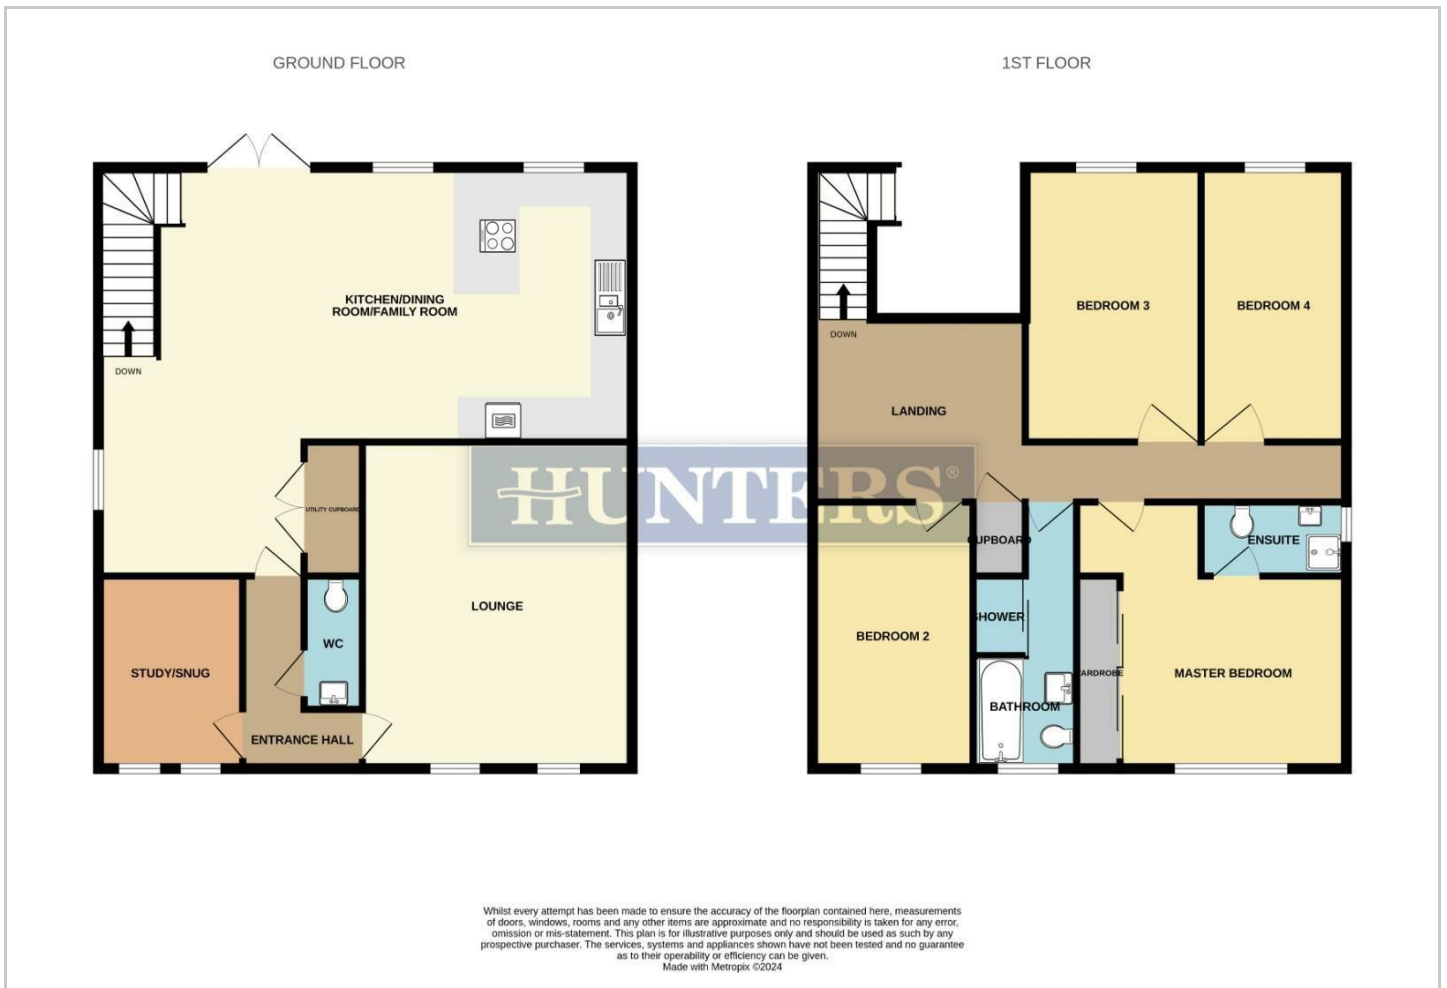 GROUND FLOOR
1ST FLOOR
KITCHEN/DINING
ROOM/FAMILY ROOM
DOWN
UTILITY CUPBOARD
LOUNGE
WC
STUDY/SNUG
ENTRANCE HALL
BEDROOM 3
BEDROOM 4
DOWN
LANDING
HUNTERS®
CUPBOARD
ENSUITE
SHOWER
BEDROOM 2
WARDROBE
MASTER BEDROOM
BATHROOM
Whilst every attempt has been made to ensure the accuracy of the floorplan contained here, measurements
of doors, windows, rooms and any other items are approximate and no responsibility is taken for any error,
omission or mis-statement. This plan is for illustrative purposes only and should be used as such by any
prospective purchaser. The services, systems and appliances shown have not been tested and no guarantee
as to their operability or efficiency can be given.
Made with Metropix ©2024